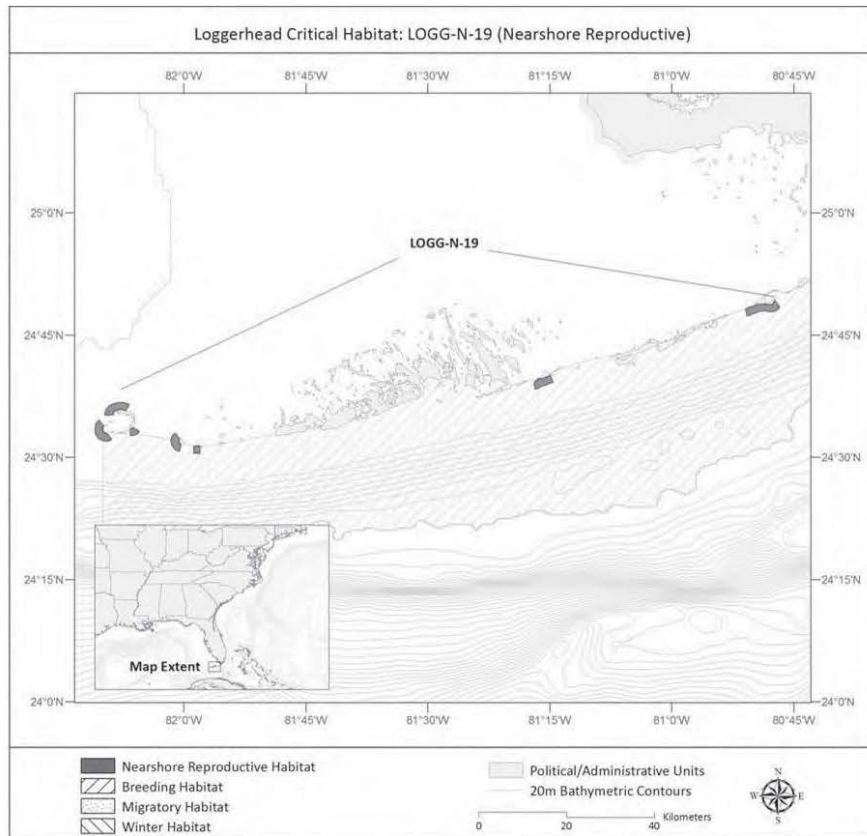 Loggerhead Critical Habitat: LOGG-N-19 (Nearshore Reproductive)
82°0'W 81°45'W 81°30'W 81°15'W 81°0'W 80°45'W
25°0'N 25°0'N
LOGG-N-19
24°45'N 24°45'N
24°30'N 24°30'N
24°15'N 24°15'N
Map Extent
24°0'N 24°0'N
82°0'W 81°45'W 81°30'W 81°15'W 81°0'W 80°45'W
Nearshore Reproductive Habitat
Breeding Habitat
Migratory Habitat
Winter Habitat
Political/Administrative Units
20m Bathymetric Contours
Kilometers
0 20 40
N
W E
S